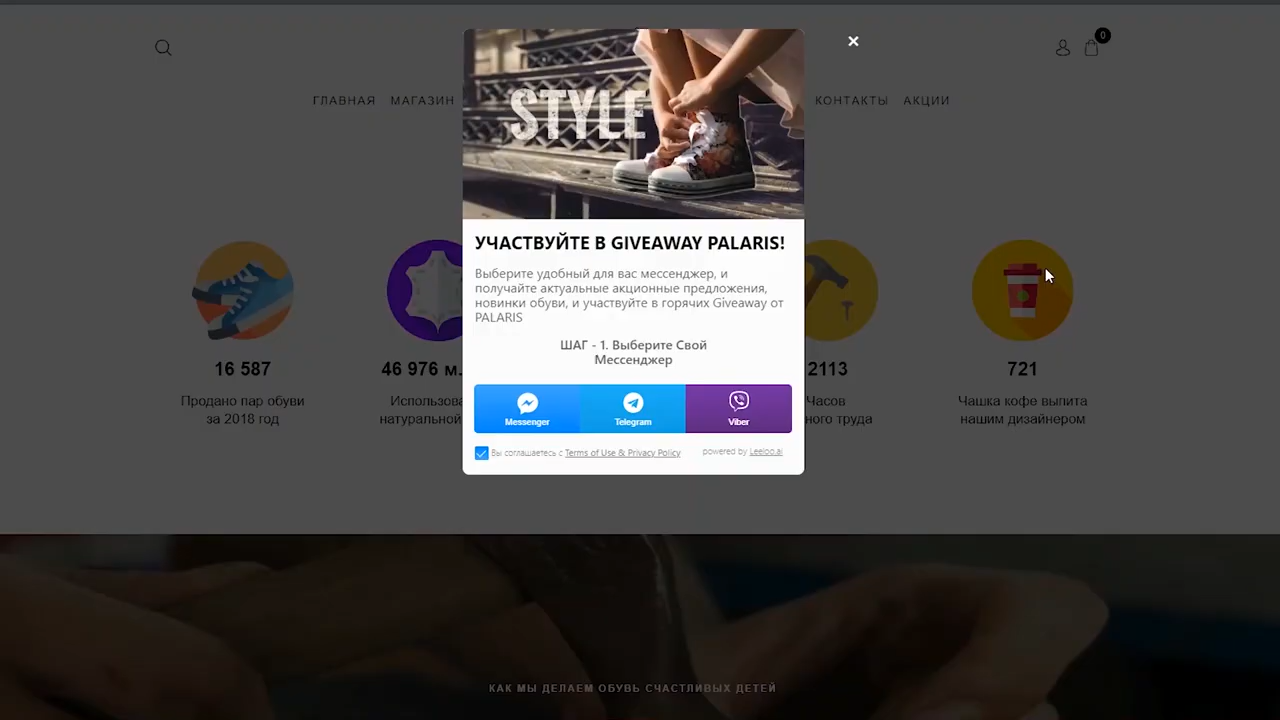 0
ГЛАВНАЯ МАГАЗИН КОНТАКТЫ АКЦИИ
STYLE
УЧАСТВУЙТЕ В GIVEAWAY PALARIS!
Выберите удобный для вас мессенджер, и
получайте актуальные акционные предложения,
новинки обуви, и участвуйте в горячих Giveaway от
PALARIS
ШАГ - 1. Выберите Свой
Мессенджер
Messenger Telegram Viber
Вы соглашаетесь с Terms of Use & Privacy Policy powered by Leeloo.ai
16 587
Продано пар обуви
за 2018 год
46 976 м.
натуральной
2113
Часов
труда
721
Чашка кофе выпита
нашим дизайнером
КАК МЫ ДЕЛАЕМ ОБУВЬ СЧАСТЛИВЫХ ДЕТЕЙ